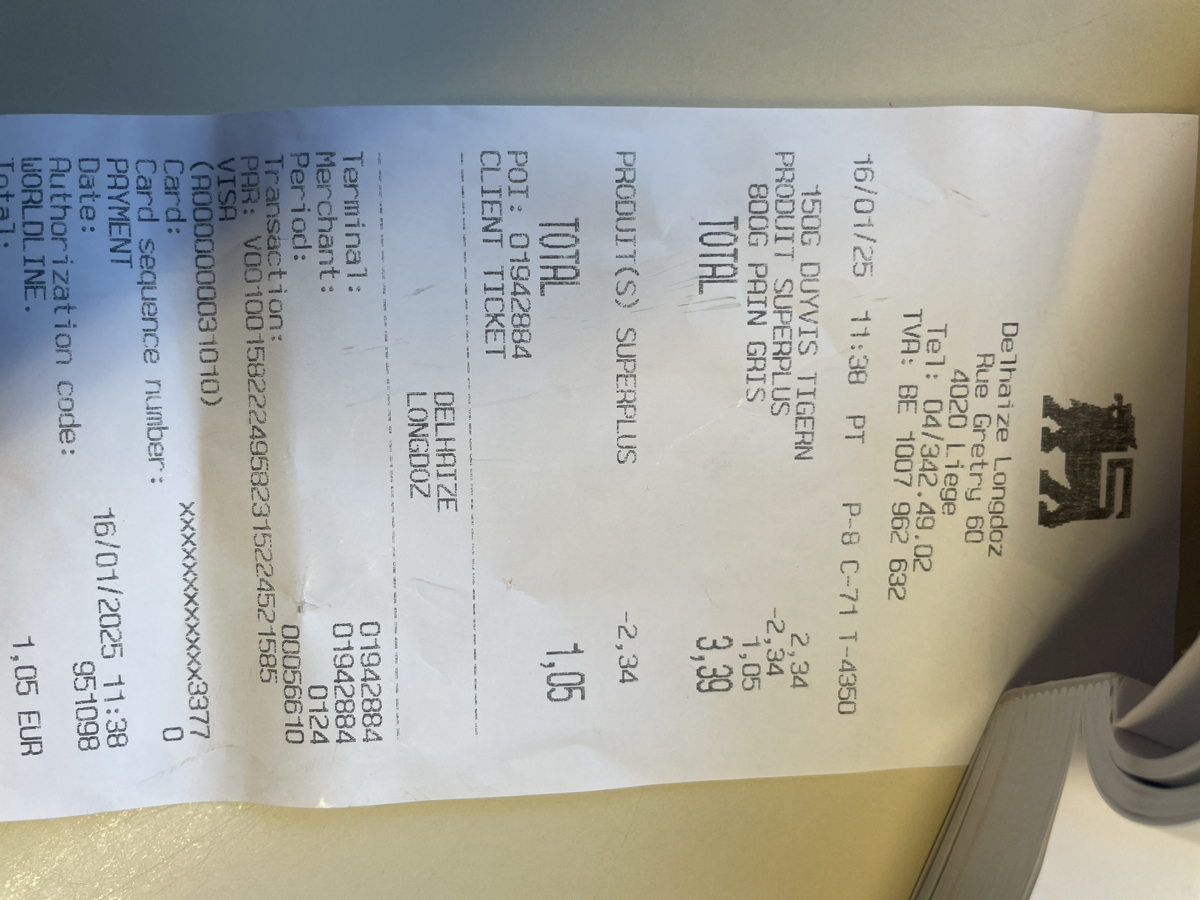 Delhaize Longdoz
Rue Gretry 60
4020 Liege
Tel: 04/342.49.02
TVA: BE 1007 962 632
16/01/25 11:38 PT P-8 C-71 T-4350
150G DUYVIS TIGERN 2,34
PRODUIT SUPERPLUS -2,34
800G PAIN GRIS 1,05
TOTAL 3,39
PRODUIT(S) SUPERPLUS -2,34
TOTAL 1,05
POI: 01942884
CLIENT TICKET
DELHAIZE
LONGDOZ
Terminal: 01942884
Merchant: 01942884
Period: 0124
Transaction: 00056610
PAR: V0010015822249582315224521585
VISA
(A0000000031010)
Card: xxxxxxxxxxxx3377
Card sequence number: 0
PAYMENT
Date: 16/01/2025 11:38
Authorization code: 951098
WORLDLINE.
Total: 1,05 EUR